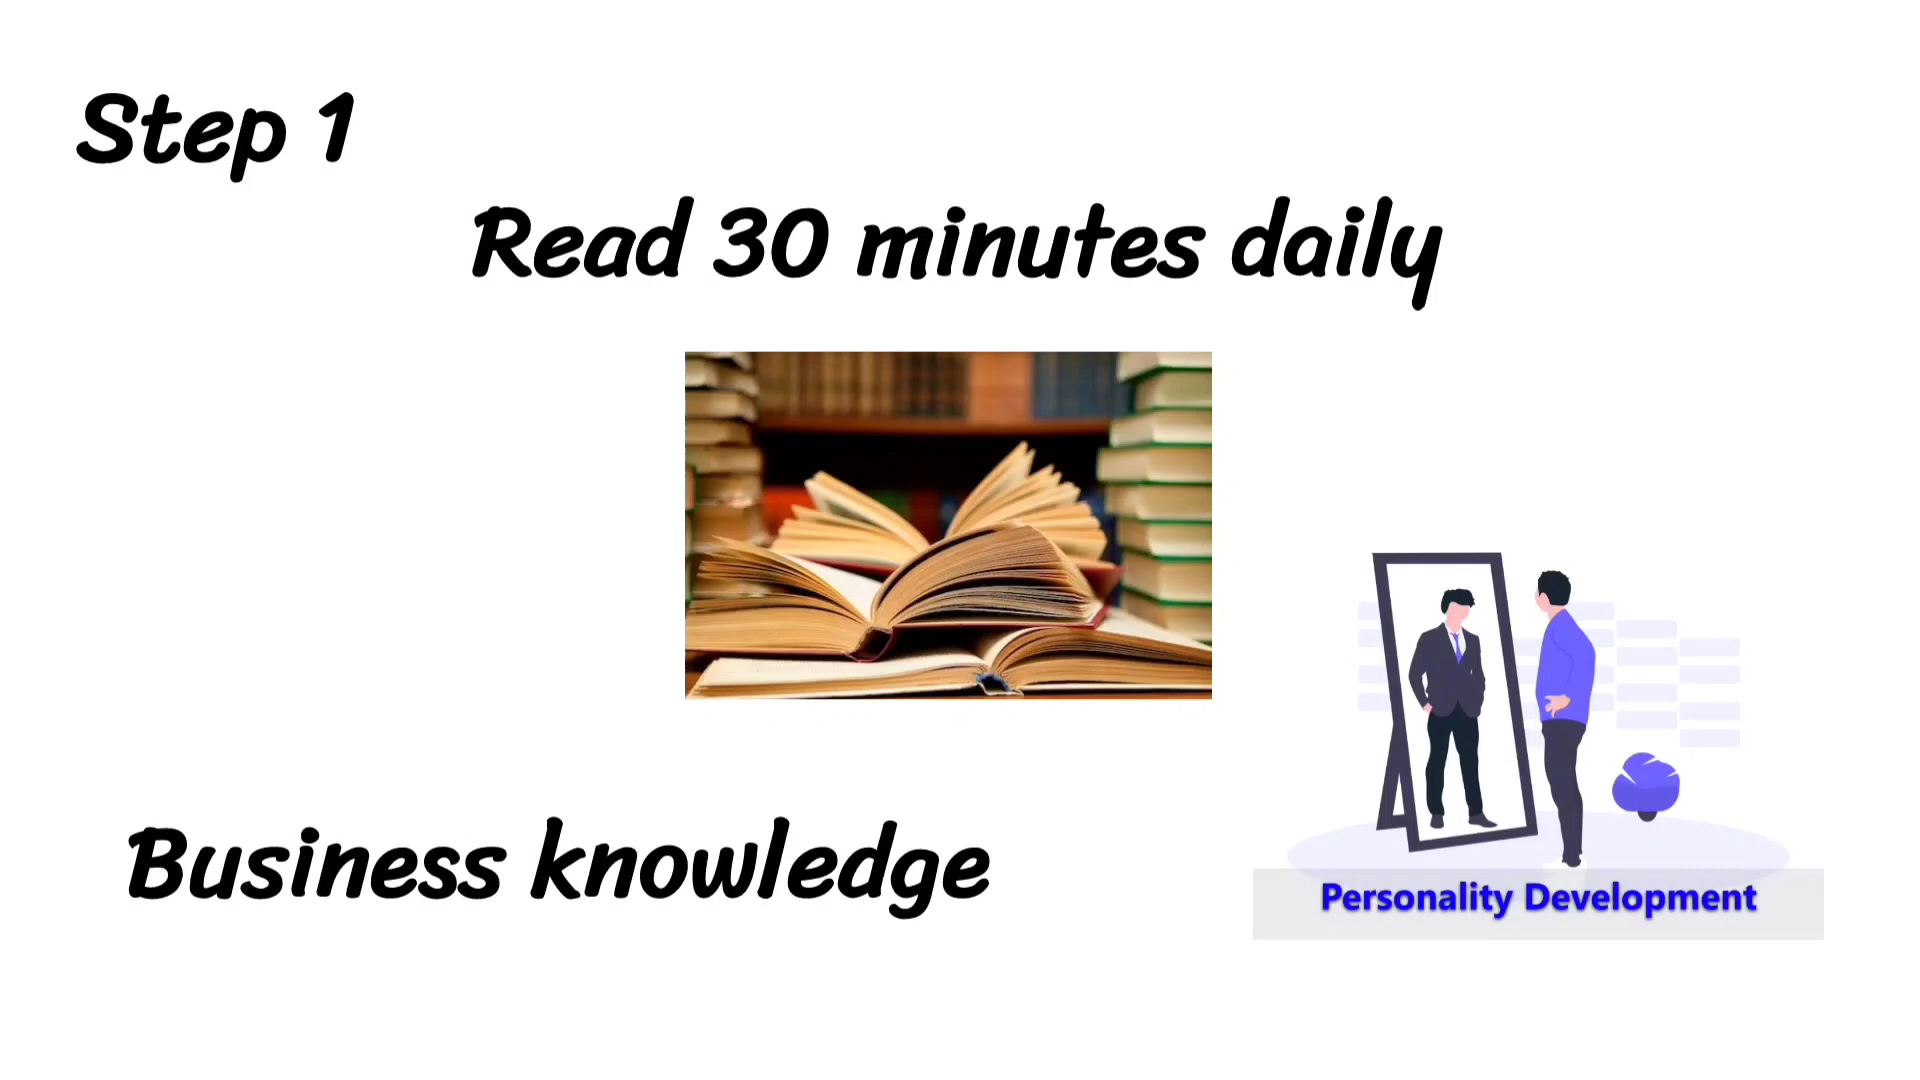 Step 1
Read 30 minutes daily
Business knowledge
Personality Development